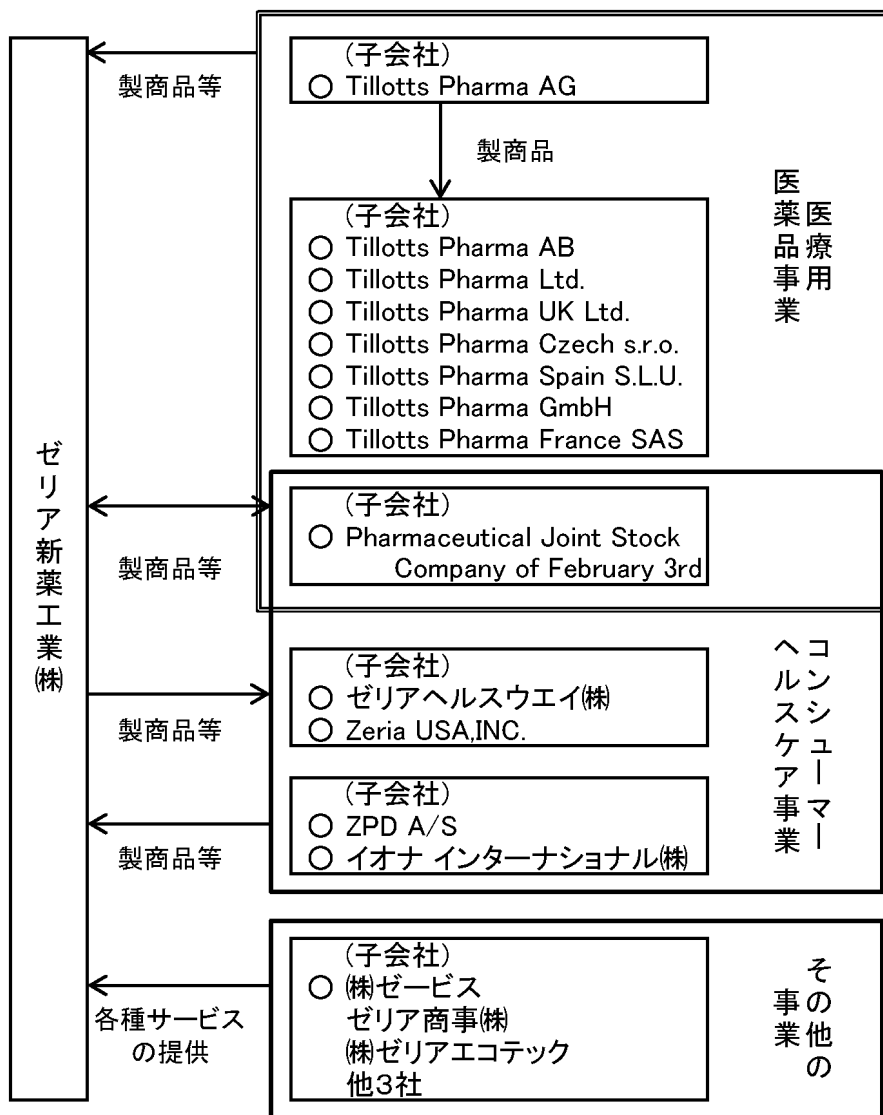 ゼリア新薬工業㈱
製商品等
(子会社)
○ Tillotts Pharma AG
製商品
(子会社)
○ Tillotts Pharma AB
○ Tillotts Pharma Ltd.
○ Tillotts Pharma UK Ltd.
○ Tillotts Pharma Czech s.r.o.
○ Tillotts Pharma Spain S.L.U.
○ Tillotts Pharma GmbH
○ Tillotts Pharma France SAS
医療用
医薬品事業
製商品等
(子会社)
○ Pharmaceutical Joint Stock
Company of February 3rd
製商品等
(子会社)
○ ゼリアヘルスウエイ㈱
○ Zeria USA,INC.
製商品等
(子会社)
○ ZPD A/S
○ イオナ インターナショナル㈱
コンシューマー
ヘルスケア事業
各種サービス
の提供
(子会社)
○ ㈱ゼービス
ゼリア商事㈱
㈱ゼリアエコテック
他3社
その他の
事業